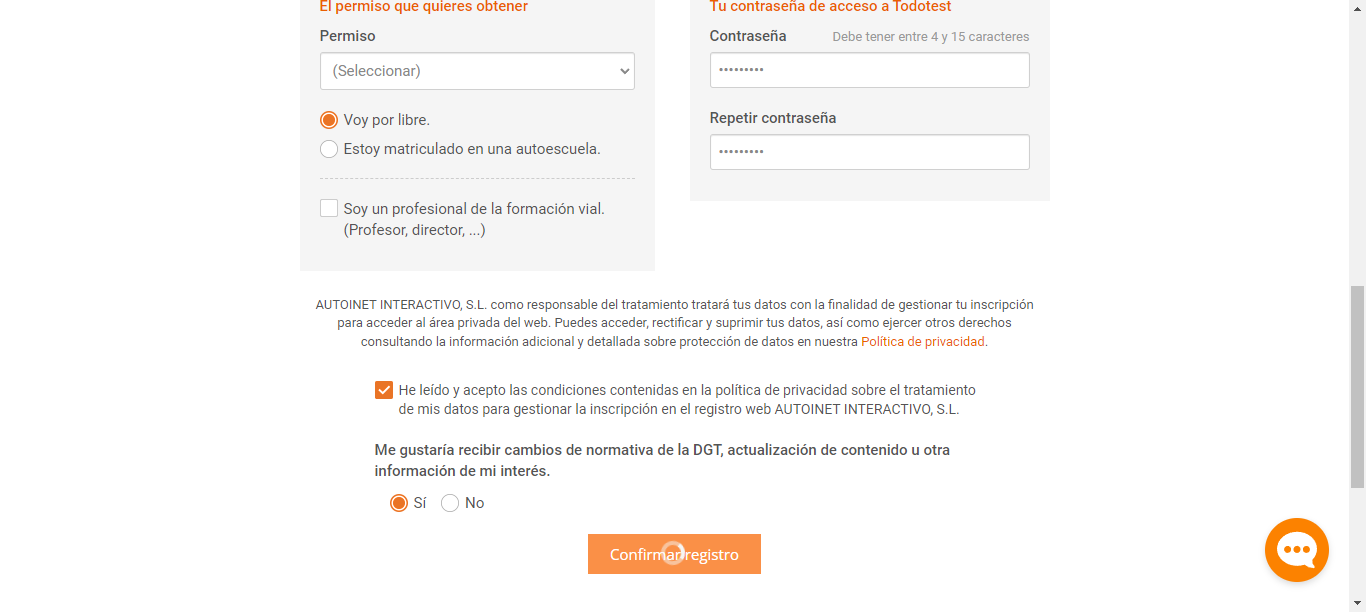 El permiso que quieres obtener
Permiso
(Seleccionar)
Voy por libre.
Estoy matriculado en una autoescuela.
Soy un profesional de la formación vial.
(Profesor, director, ...)
Tu contraseña de acceso a Todotest
Contraseña Debe tener entre 4 y 15 caracteres
•••••••••
Repetir contraseña
•••••••••
AUTOINET INTERACTIVO, S.L. como responsable del tratamiento tratará tus datos con la finalidad de gestionar tu inscripción
para acceder al área privada del web. Puedes acceder, rectificar y suprimir tus datos, así como ejercer otros derechos
consultando la información adicional y detallada sobre protección de datos en nuestra Política de privacidad.
He leído y acepto las condiciones contenidas en la política de privacidad sobre el tratamiento
de mis datos para gestionar la inscripción en el registro web AUTOINET INTERACTIVO, S.L.
Me gustaría recibir cambios de normativa de la DGT, actualización de contenido u otra
información de mi interés.
Sí No
Confirmar registro